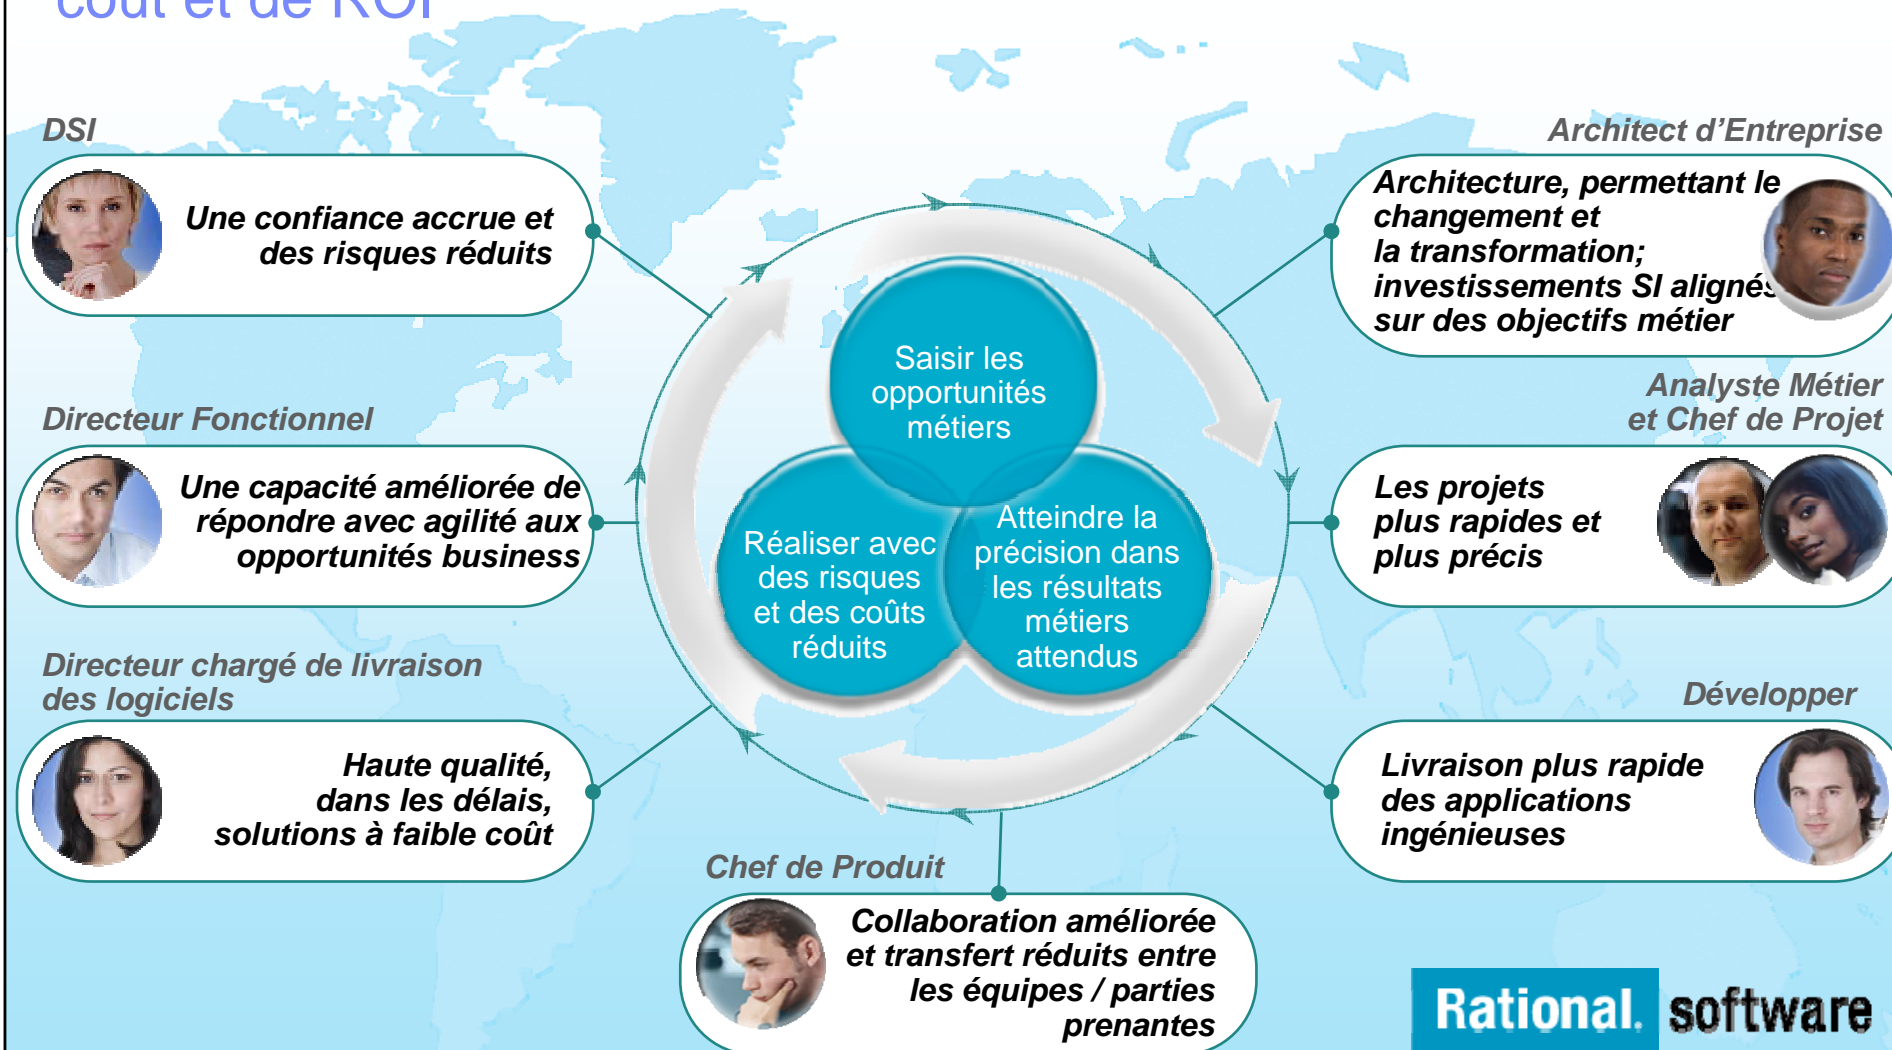 coût et de ROI
DSI
Une confiance accrue et
des risques réduits
Directeur Fonctionnel
Une capacité améliorée de
répondre avec agilité aux
opportunités business
Directeur chargé de livraison
des logiciels
Haute qualité,
dans les délais,
solutions à faible coût
Saisir les
opportunités
métiers
Réaliser avec
des risques
et des coûts
réduits
Atteindre la
précision dans
les résultats
métiers
attendus
Chef de Produit
Collaboration améliorée
et transfert réduits entre
les équipes / parties
prenantes
Architect d’Entreprise
Architecture, permettant le
changement et
la transformation;
investissements SI alignés
sur des objectifs métier
Analyste Métier
et Chef de Projet
Les projets
plus rapides et
plus précis
Développer
Livraison plus rapide
des applications
ingénieuses
Rational. software